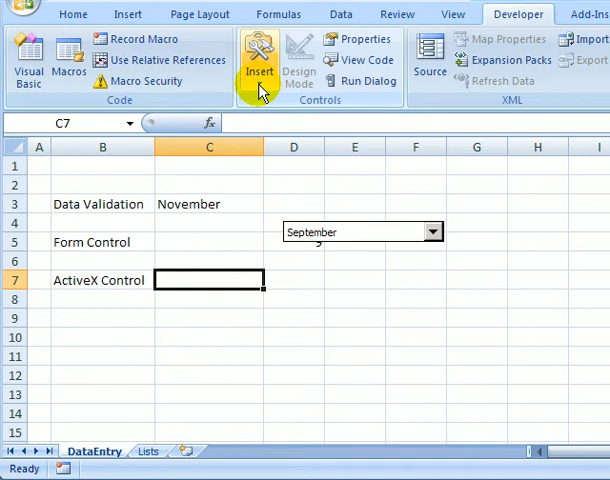 Home Insert Page Layout Formulas Data Review View Developer Add-Ins
Visual Basic
Macros
Record Macro
Use Relative References
Macro Security
Code
Insert
Design Mode
Properties
View Code
Run Dialog
Controls
Source
Map Properties
Expansion Packs
Refresh Data
Import
Export
XML
C7 fx
A B C D E F G H I
1
2
3 Data Validation November
4 September
5 Form Control 9
6
7 ActiveX Control
8
9
10
11
12
13
14
15
DataEntry Lists
Ready